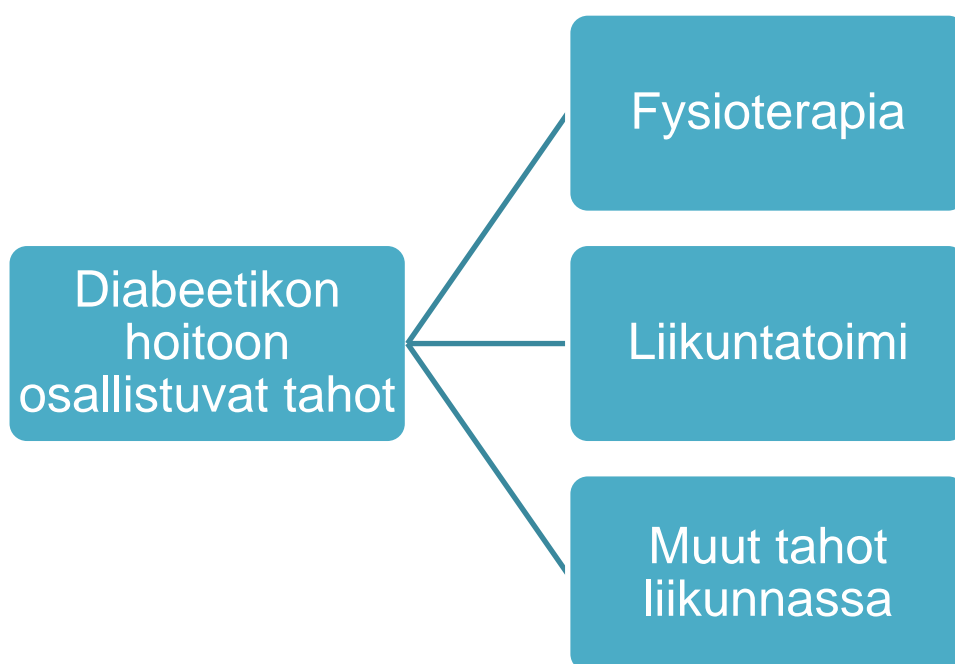 Fysioterapia
Diabeetikon
hoitoon
osallistuvat tahot
Liikuntatoimi
Muut tahot
liikunnassa